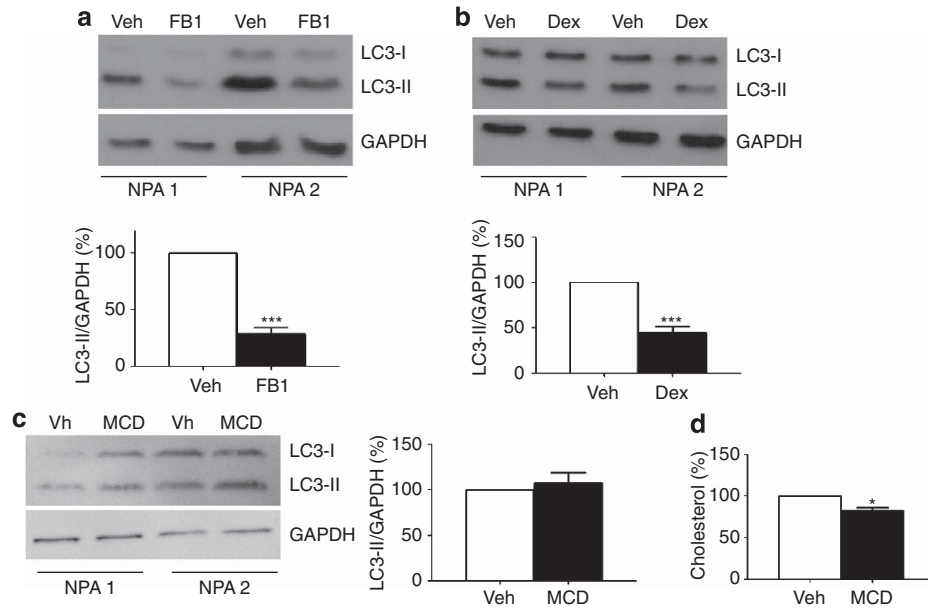 a
Veh FB1 Veh FB1
LC3-I
LC3-II
GAPDH
NPA 1 NPA 2
LC3-II/GAPDH (%)
100
50
0
***
Veh FB1
b
Veh Dex Veh Dex
LC3-I
LC3-II
GAPDH
NPA 1 NPA 2
LC3-II/GAPDH (%)
150
100
50
0
***
Veh Dex
c
Vh MCD Vh MCD
LC3-I
LC3-II
GAPDH
NPA 1 NPA 2
LC3-II/GAPDH (%)
150
100
50
0
Veh MCD
d
Cholesterol (%)
150
100
50
0
*
Veh MCD